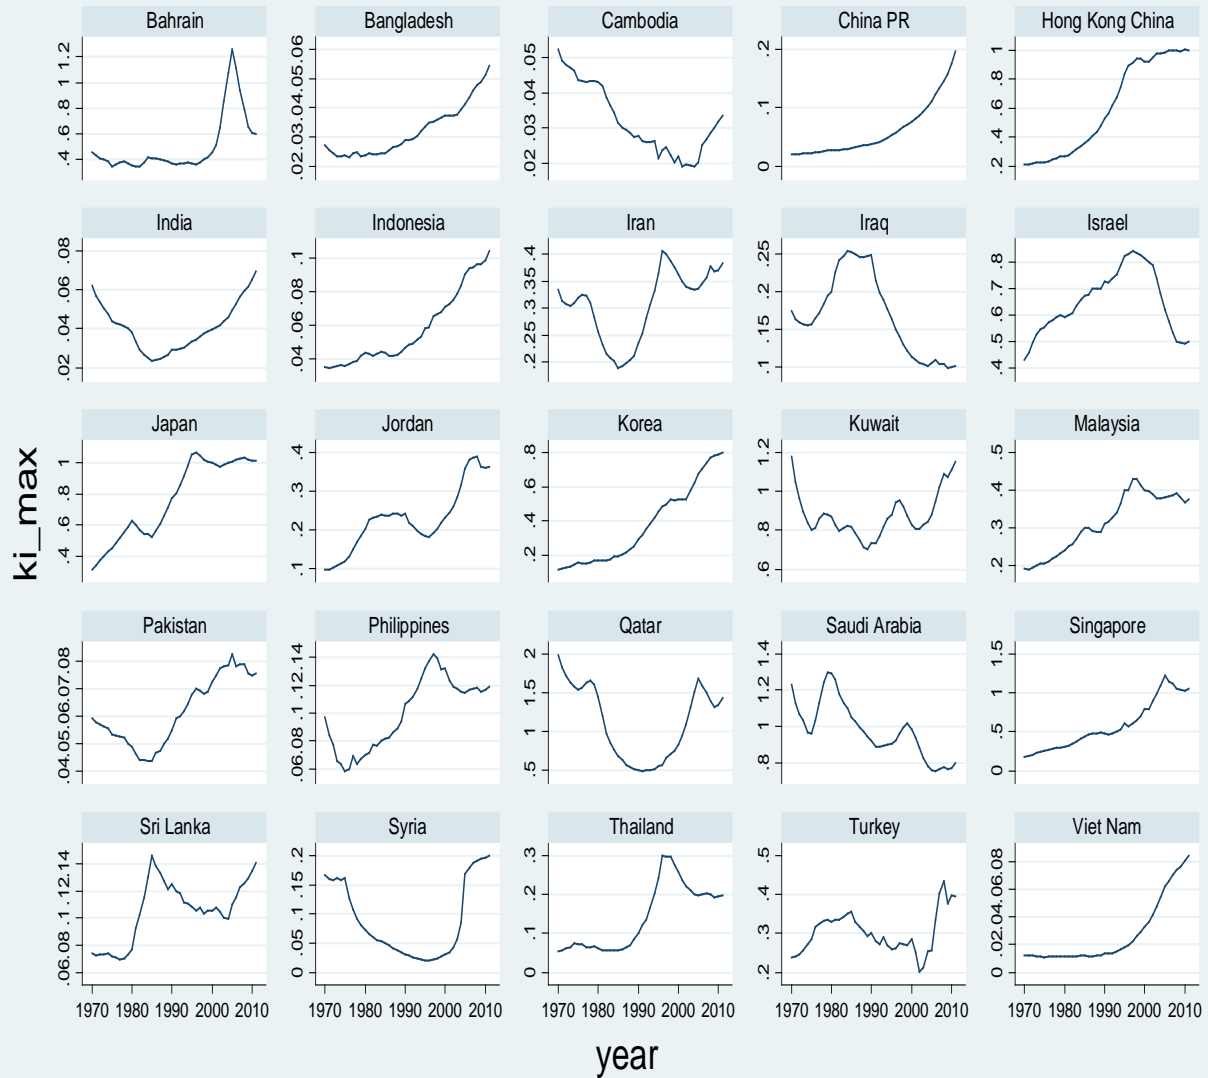 Bahrain Bangladesh Cambodia China PR Hong Kong China
.4 .6 .8 1 1.2
.02 .03 .04 .05 .06
.02 .03 .04 .05
0 .1 .2
.2 .4 .6 .8 1
India Indonesia Iran Iraq Israel
.02 .04 .06 .08
.04 .06 .08 .1
.2 .25 .3 .35 .4
.1 .15 .2 .25
.4 .5 .6 .7 .8
Japan Jordan Korea Kuwait Malaysia
.4 .6 .8 1
.1 .2 .3 .4
.2 .4 .6 .8
.6 .8 1 1.2
.2 .3 .4 .5
Pakistan Philippines Qatar Saudi Arabia Singapore
.04 .05 .06 .07 .08
.06 .08 .1 .12 .14
.5 1 1.5 2
.8 1 1.2 1.4
0 .5 1 1.5
Sri Lanka Syria Thailand Turkey Viet Nam
.06 .08 .1 .12 .14
0 .05 .1 .15 .2
0 .1 .2 .3
.2 .3 .4 .5
0 .02 .04 .06 .08
1970 1980 1990 2000 2010 1970 1980 1990 2000 2010 1970 1980 1990 2000 2010 1970 1980 1990 2000 2010 1970 1980 1990 2000 2010
ki_max
year